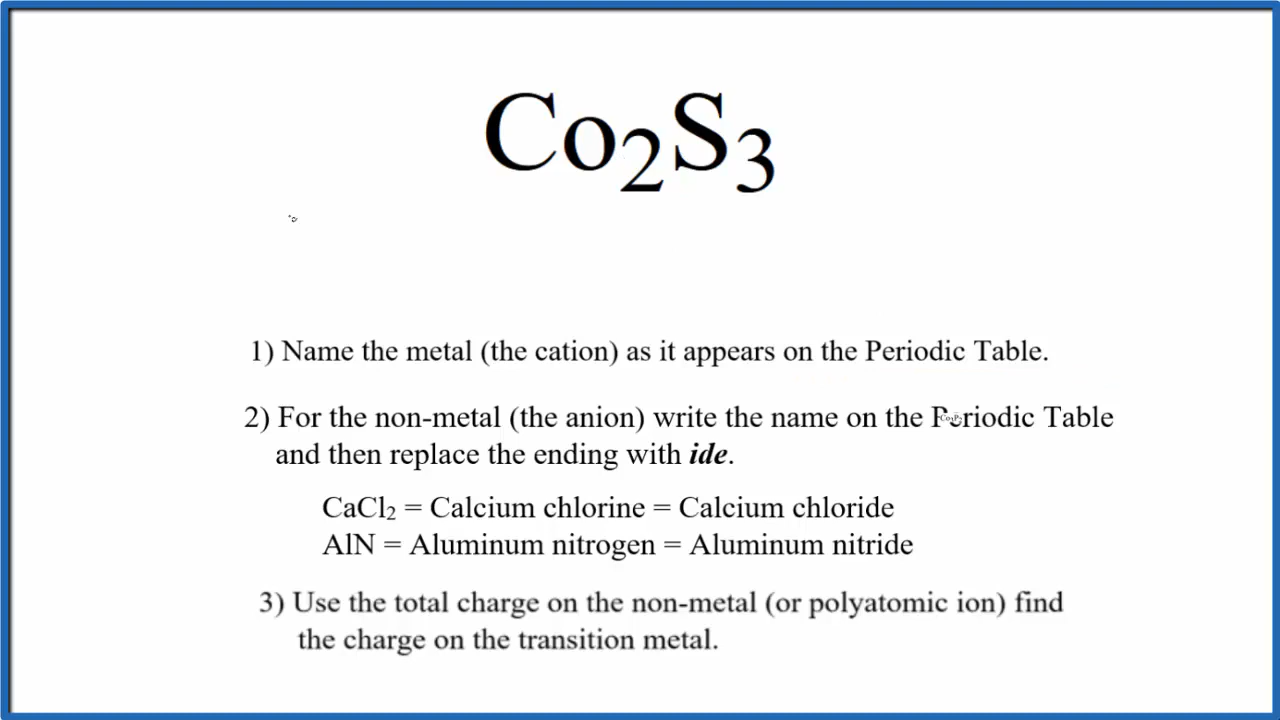 Co₂S₃
1) Name the metal (the cation) as it appears on the Periodic Table.
2) For the non-metal (the anion) write the name on the Periodic Table
and then replace the ending with ide.
CaCl₂ = Calcium chlorine = Calcium chloride
AlN = Aluminum nitrogen = Aluminum nitride
3) Use the total charge on the non-metal (or polyatomic ion) find
the charge on the transition metal.